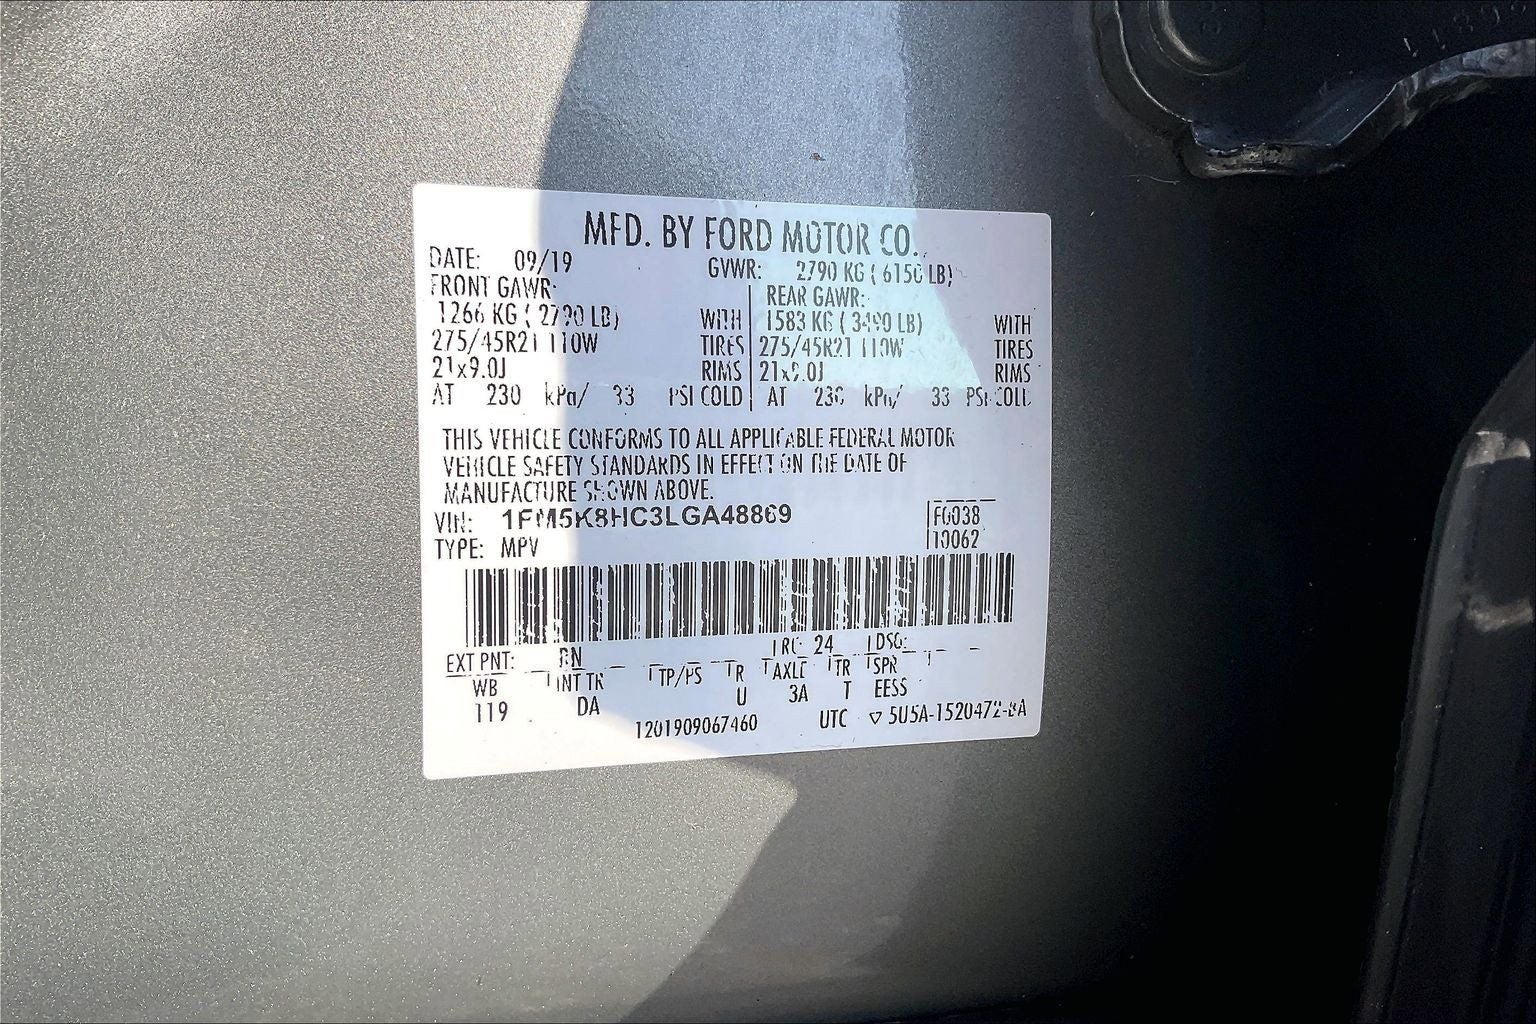 MFD. BY FORD MOTOR CO.
DATE: 09/19 GVWR: 2790 KG ( 6150 LB)
FRONT GAWR: REAR GAWR:
1266 KG ( 2790 LB) WITH 1583 KG ( 3490 LB) WITH
275/45R21 110W TIRES 275/45R21 110W TIRES
21x9.0J RIMS 21x9.0J RIMS
AT 230 kPa/ 33 PSI COLD AT 230 kPa/ 33 PSI COLD
THIS VEHICLE CONFORMS TO ALL APPLICABLE FEDERAL MOTOR
VEHICLE SAFETY STANDARDS IN EFFECT ON THE DATE OF
MANUFACTURE SHOWN ABOVE.
VIN: 1FM5K8HC3LGA48869 F0038
TYPE: MPV 10062
RC: 24 DSO:
EXT PNT: RN
WB INT TR TP/PS R AXLE TR SPR
119 DA U 3A T EESS
1201909067460 UTC ▽ 5U5A-1520472-BA